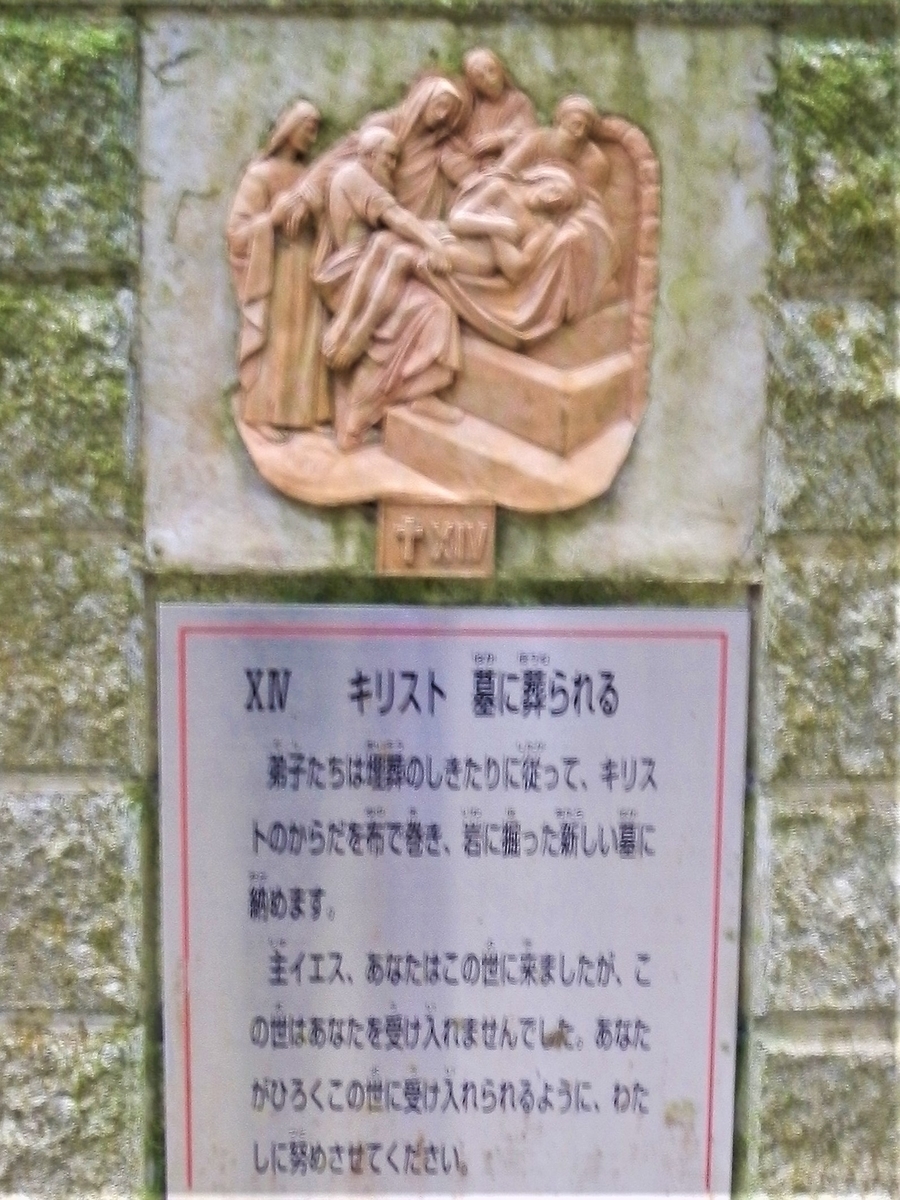 ✝ XIV
XIV キリスト 墓に葬られる
弟子たちは埋葬のしきたりに従って、キリス
トのからだを布で巻き、岩に掘った新しい墓に
納めます。
主イエス、あなたはこの世に来ましたが、こ
の世はあなたを受け入れませんでした。あなた
がひろくこの世に受け入れられるように、わた
しに努めさせてください。